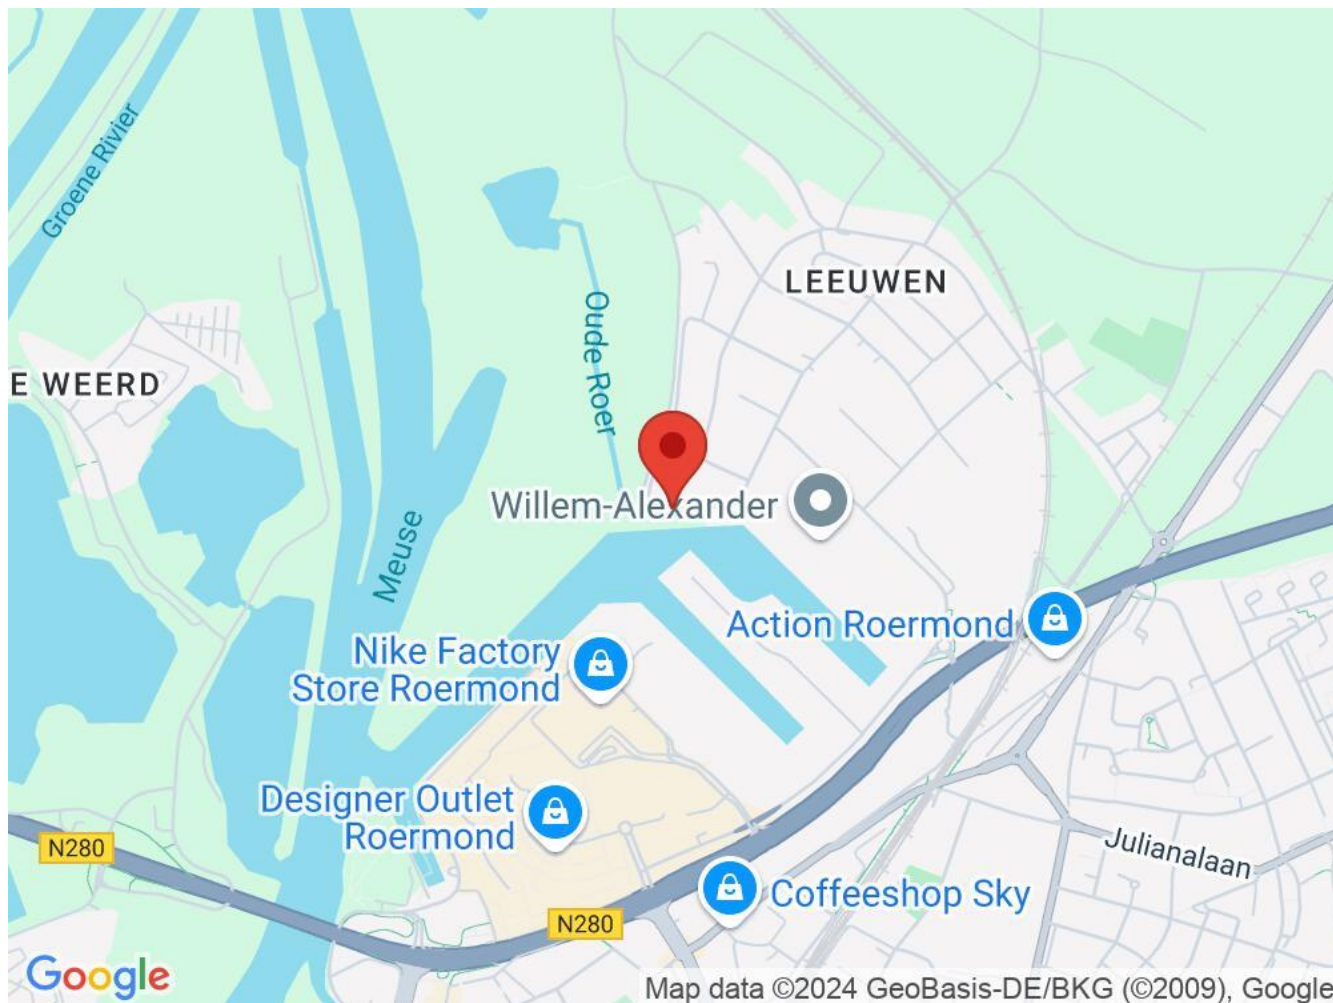 Groene Rivier
LEEUWEN
Oude Roer
E WEERD
Willem-Alexander
Meuse
Action Roermond
Nike Factory
Store Roermond
Designer Outlet
Roermond
N280
Julianalaan
Coffeeshop Sky
N280
Google
Map data ©2024 GeoBasis-DE/BKG (©2009), Google